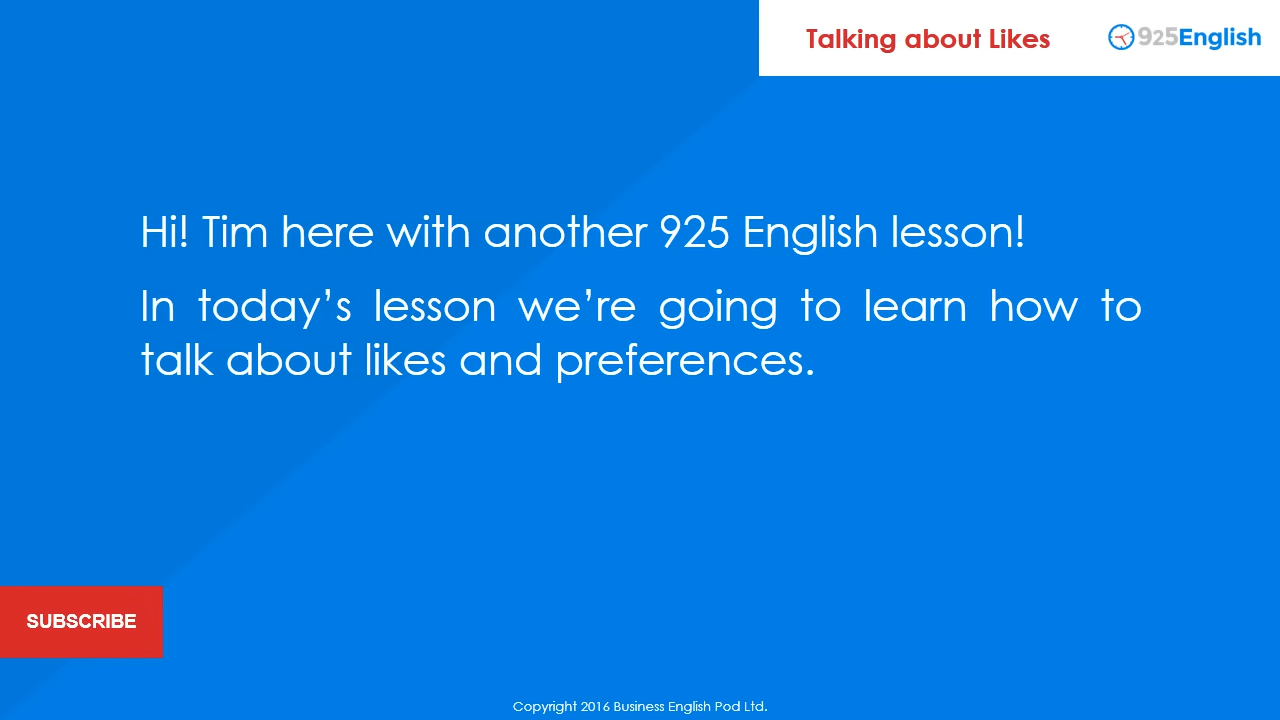 Talking about Likes
925English
Hi! Tim here with another 925 English lesson!
In today’s lesson we’re going to learn how to
talk about likes and preferences.
SUBSCRIBE
Copyright 2016 Business English Pod Ltd.